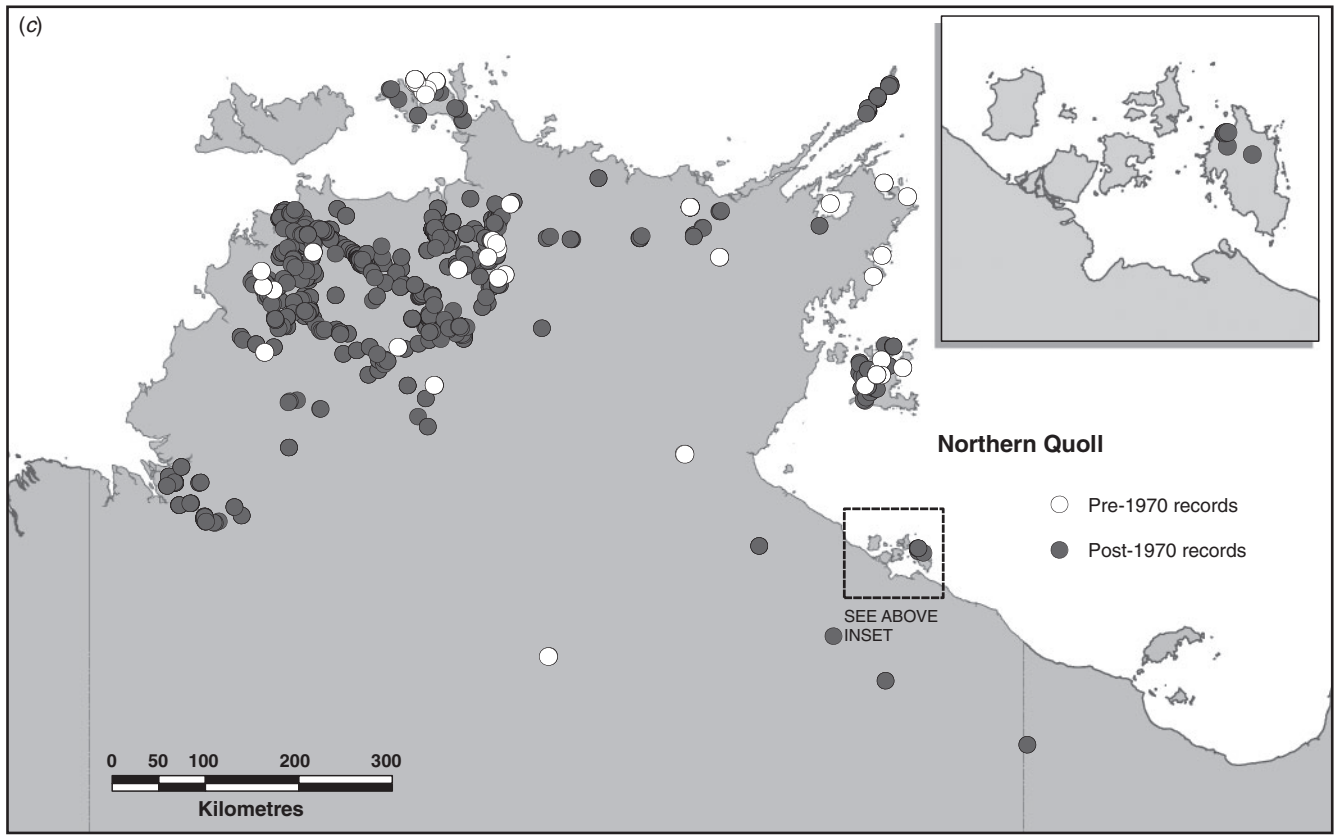 (c)
Northern Quoll
Pre-1970 records
Post-1970 records
SEE ABOVE
INSET
0 50 100 200 300
Kilometres